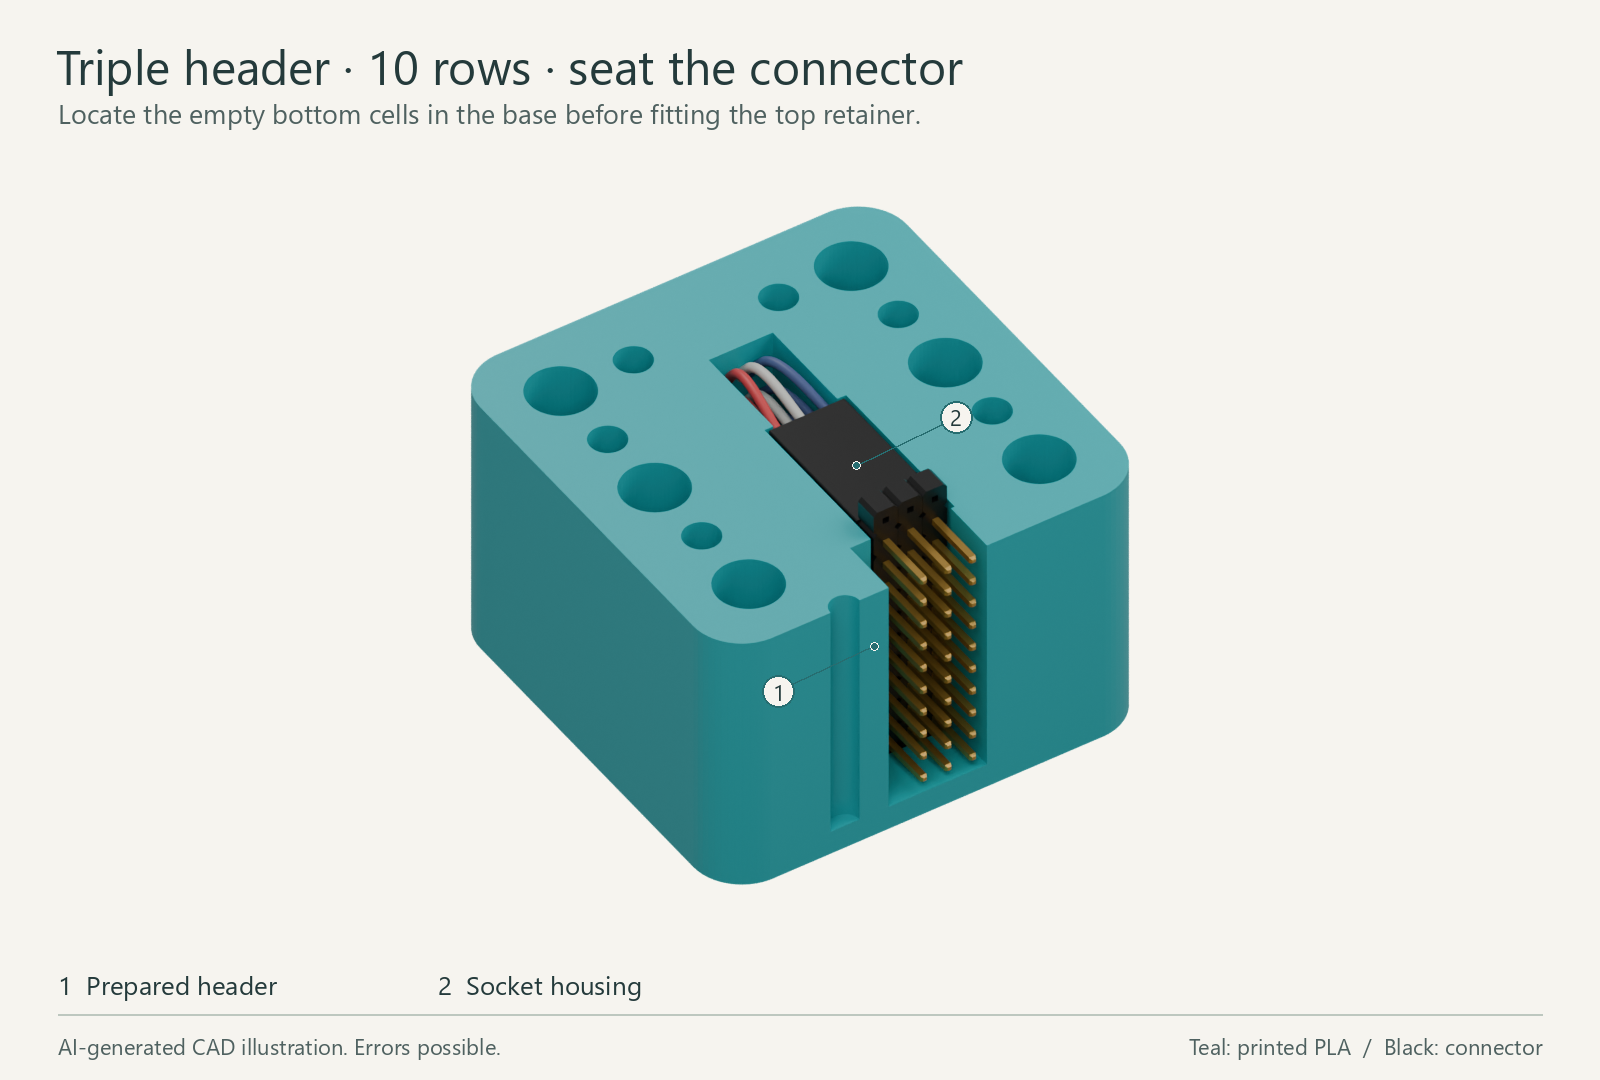 Triple header · 10 rows · seat the connector
Locate the empty bottom cells in the base before fitting the top retainer.
2
1
1 Prepared header
2 Socket housing
AI-generated CAD illustration. Errors possible.
Teal: printed PLA / Black: connector